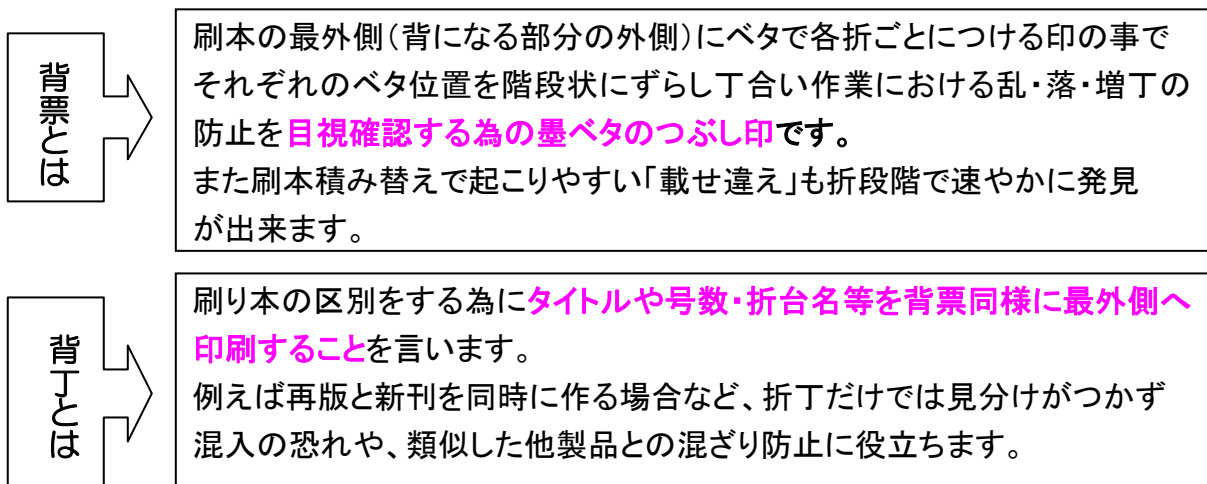 背票とは
刷本の最外側（背になる部分の外側）にベタで各折ごとにつける印の事で
それぞれのベタ位置を階段状にずらし丁合い作業における乱・落・増丁の
防止を目視確認する為の墨ベタのつぶし印です。
また刷本積み替えで起こりやすい「載せ違え」も折段階で速やかに発見
が出来ます。
背丁とは
刷り本の区別をする為にタイトルや号数・折台名等を背票同様に最外側へ
印刷することを言います。
例えば再版と新刊を同時に作る場合など、折丁だけでは見分けがつかず
混入の恐れや、類似した他製品との混ざり防止に役立ちます。